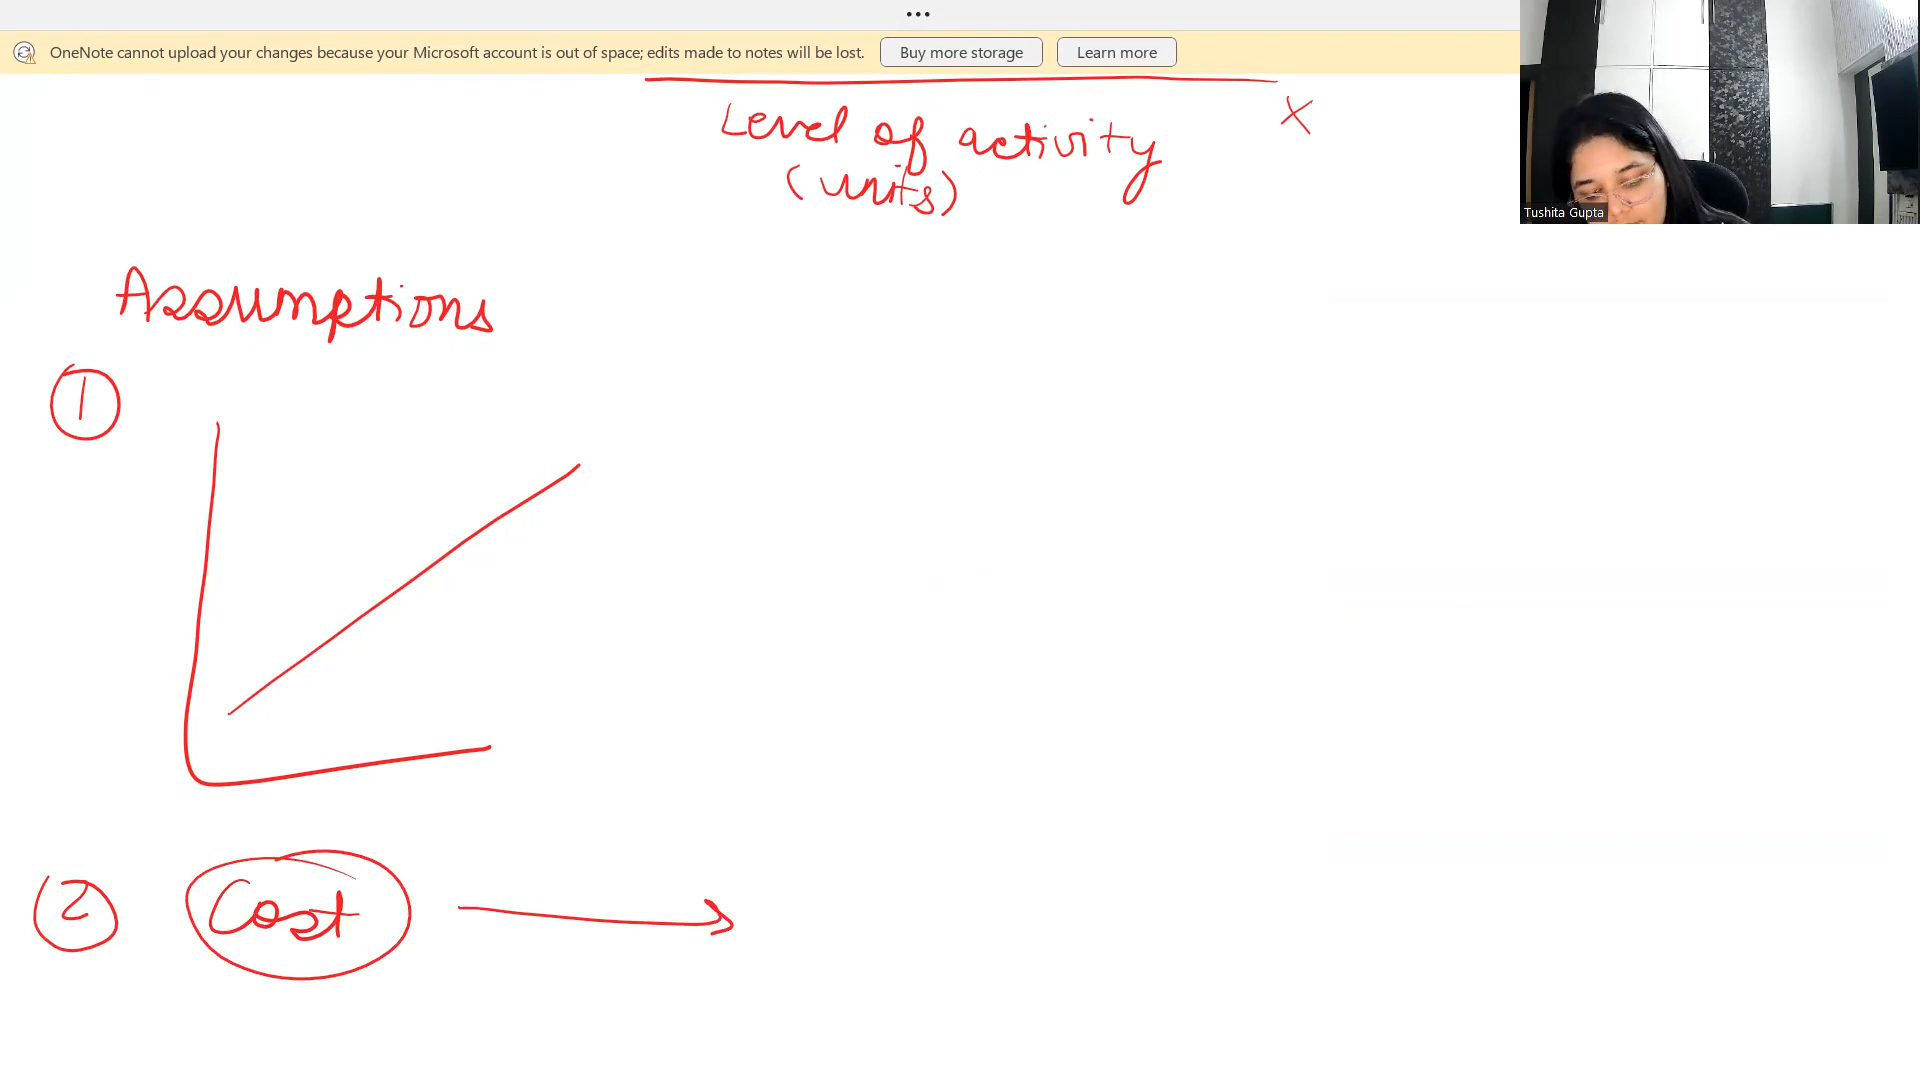 •••
OneNote cannot upload your changes because your Microsoft account is out of space; edits made to notes will be lost. Buy more storage Learn more
Level of activity X
(units)
Tushita Gupta
Assumptions
1
2 Cost